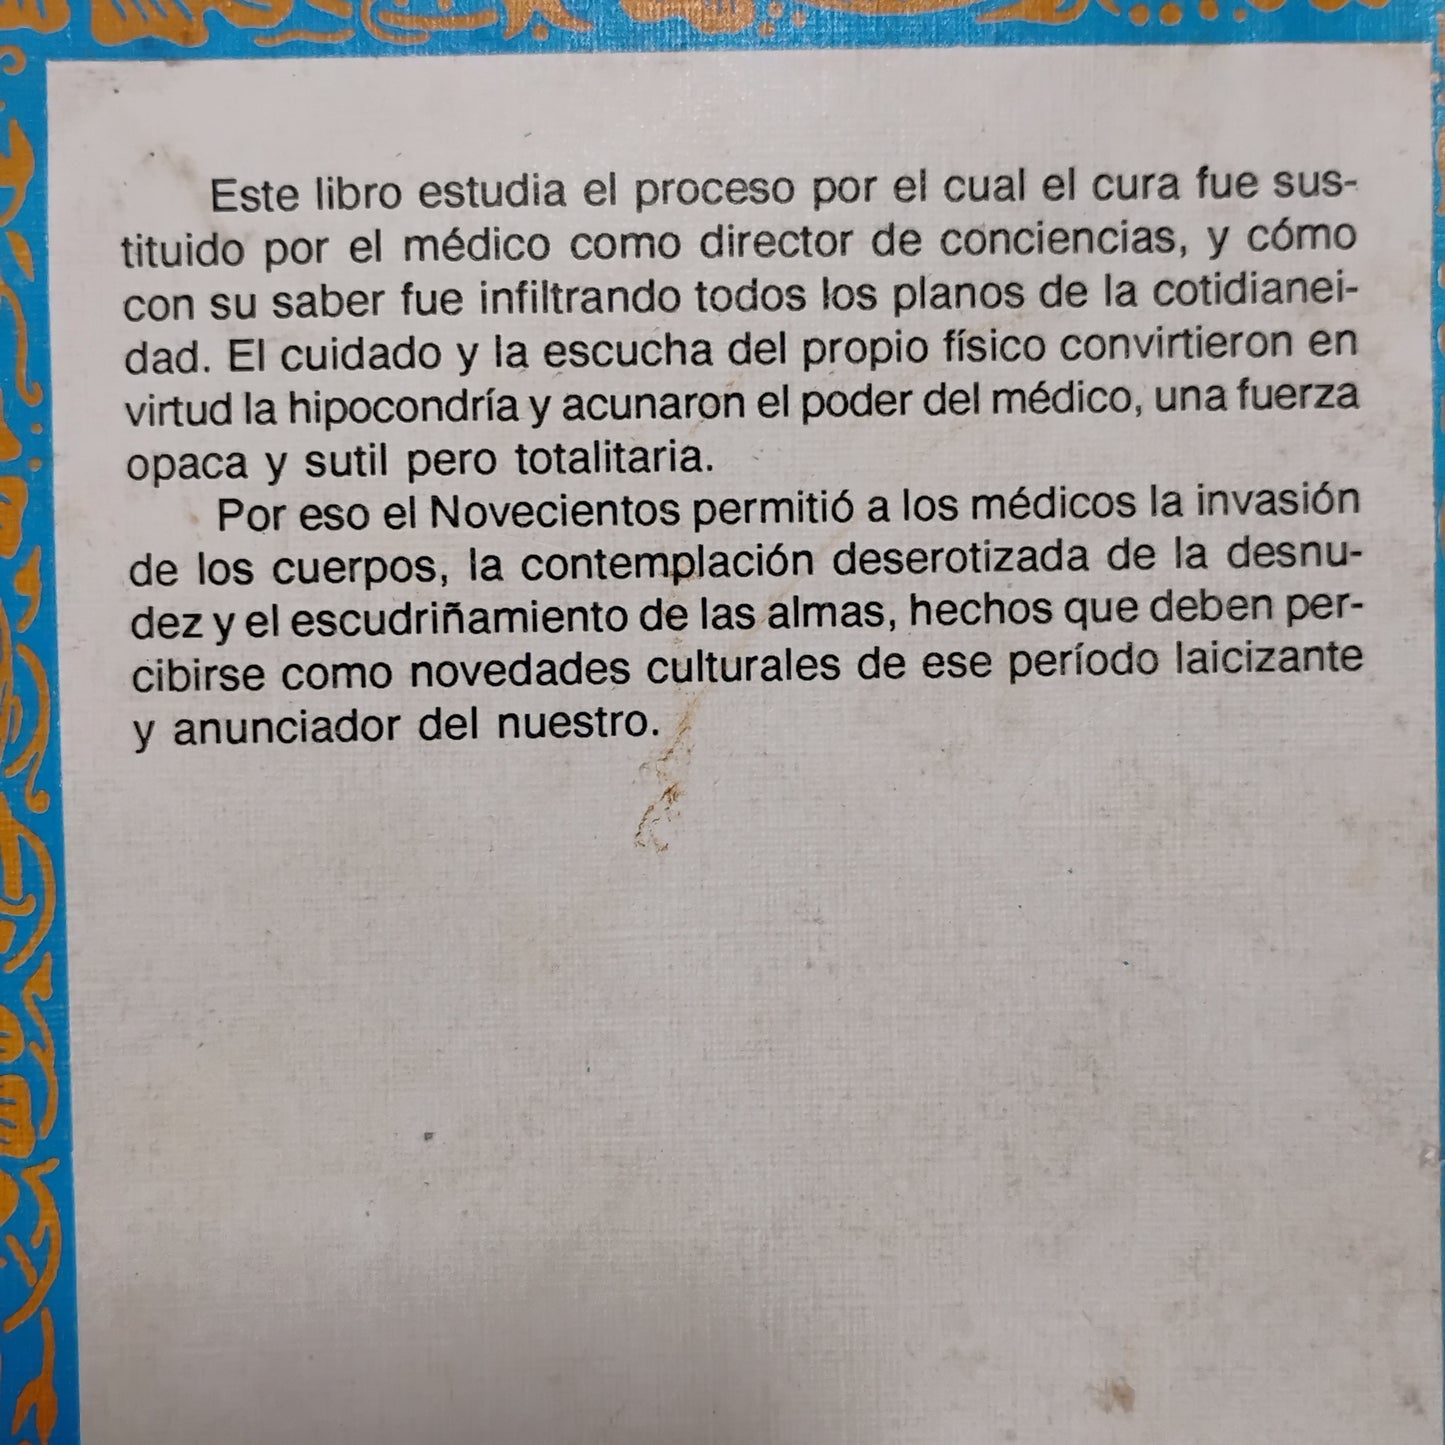 Este libro estudia el proceso por el cual el cura fue sus-
tituido por el médico como director de conciencias, y cómo
con su saber fue infiltrando todos los planos de la cotidianei-
dad. El cuidado y la escucha del propio físico convirtieron en
virtud la hipocondría y acunaron el poder del médico, una fuerza
opaca y sutil pero totalitaria.
Por eso el Novecientos permitió a los médicos la invasión
de los cuerpos, la contemplación deserotizada de la desnu-
dez y el escudriñamiento de las almas, hechos que deben per-
cibirse como novedades culturales de ese período laicizante
y anunciador del nuestro.